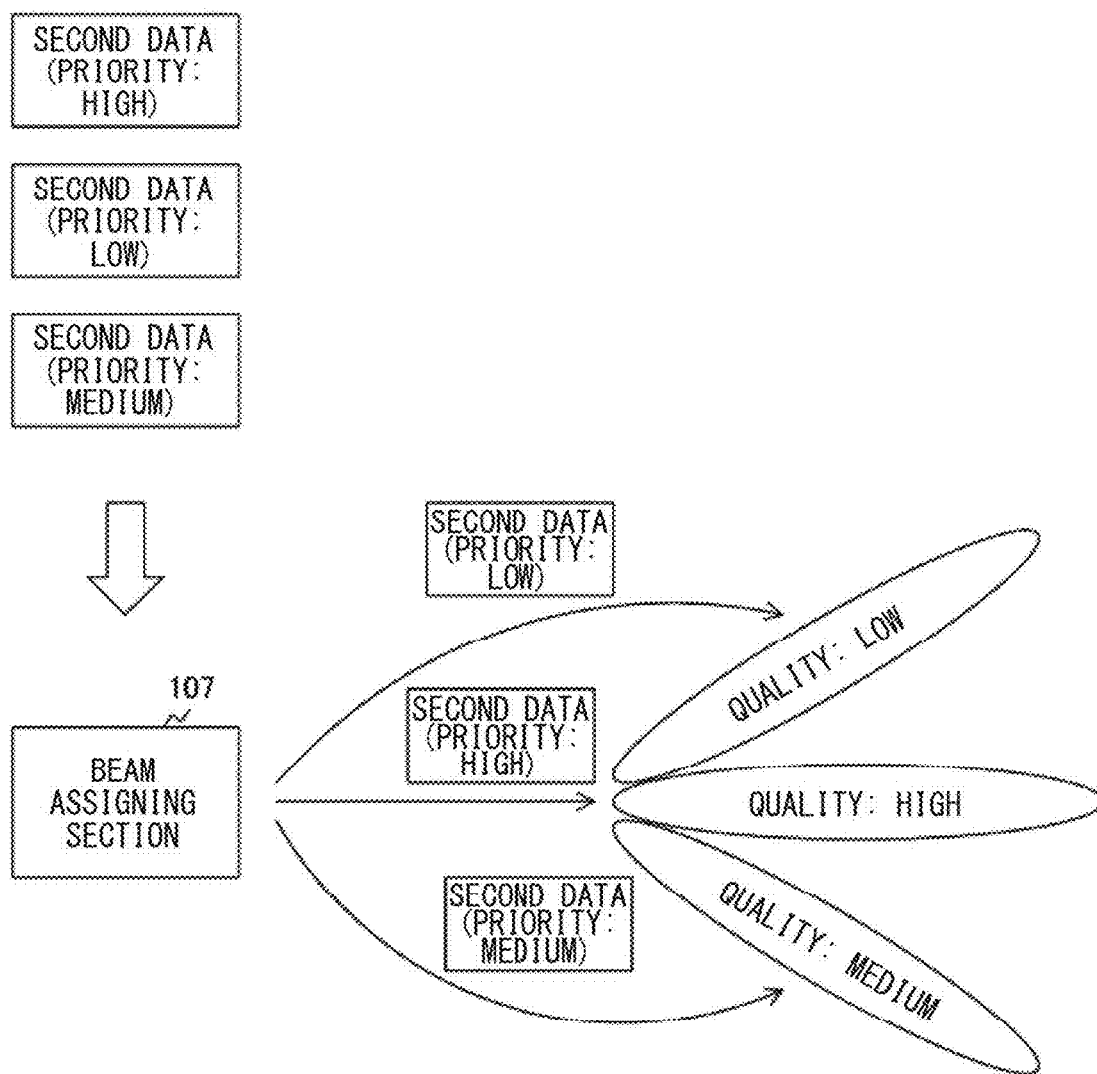 SECOND DATA
(PRIORITY:
HIGH)
SECOND DATA
(PRIORITY:
LOW)
SECOND DATA
(PRIORITY:
MEDIUM)
SECOND DATA
(PRIORITY:
LOW)
QUALITY: LOW
107
BEAM
ASSIGNING
SECTION
SECOND DATA
(PRIORITY:
HIGH)
QUALITY: HIGH
SECOND DATA
(PRIORITY:
MEDIUM)
QUALITY: MEDIUM